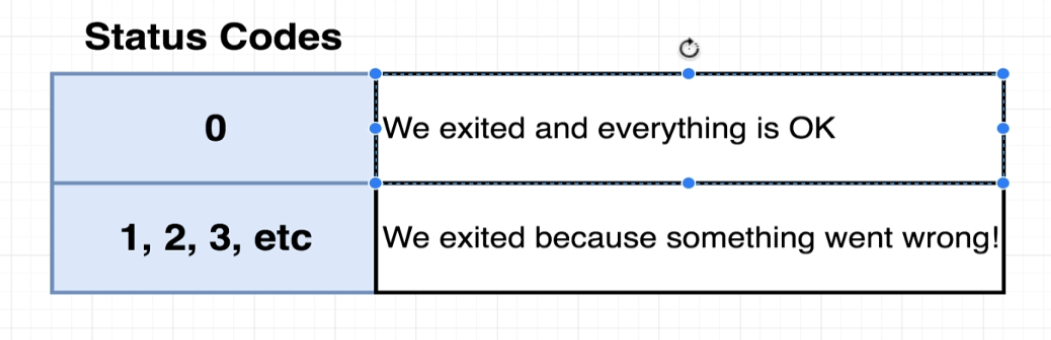 Status Codes
0
We exited and everything is OK
1, 2, 3, etc
We exited because something went wrong!